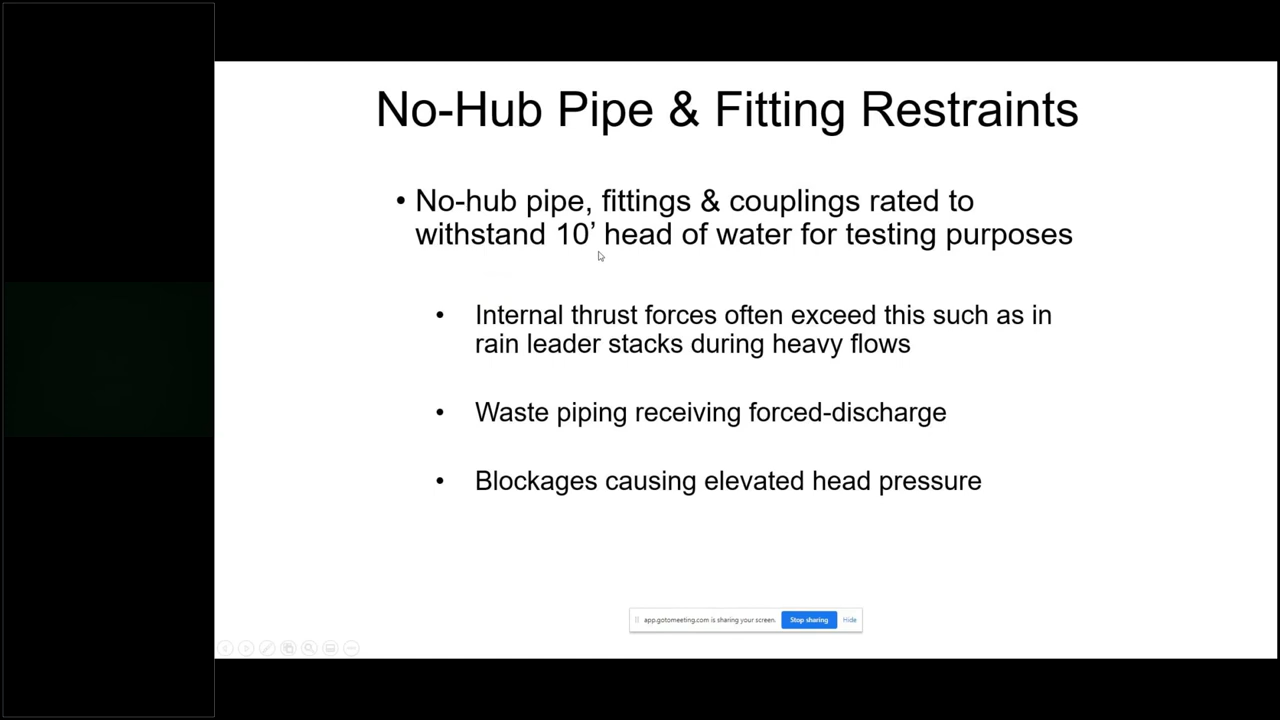 No-Hub Pipe & Fitting Restraints
• No-hub pipe, fittings & couplings rated to
withstand 10’ head of water for testing purposes
• Internal thrust forces often exceed this such as in
rain leader stacks during heavy flows
• Waste piping receiving forced-discharge
• Blockages causing elevated head pressure
app.gotomeeting.com is sharing your screen. Stop sharing Hide